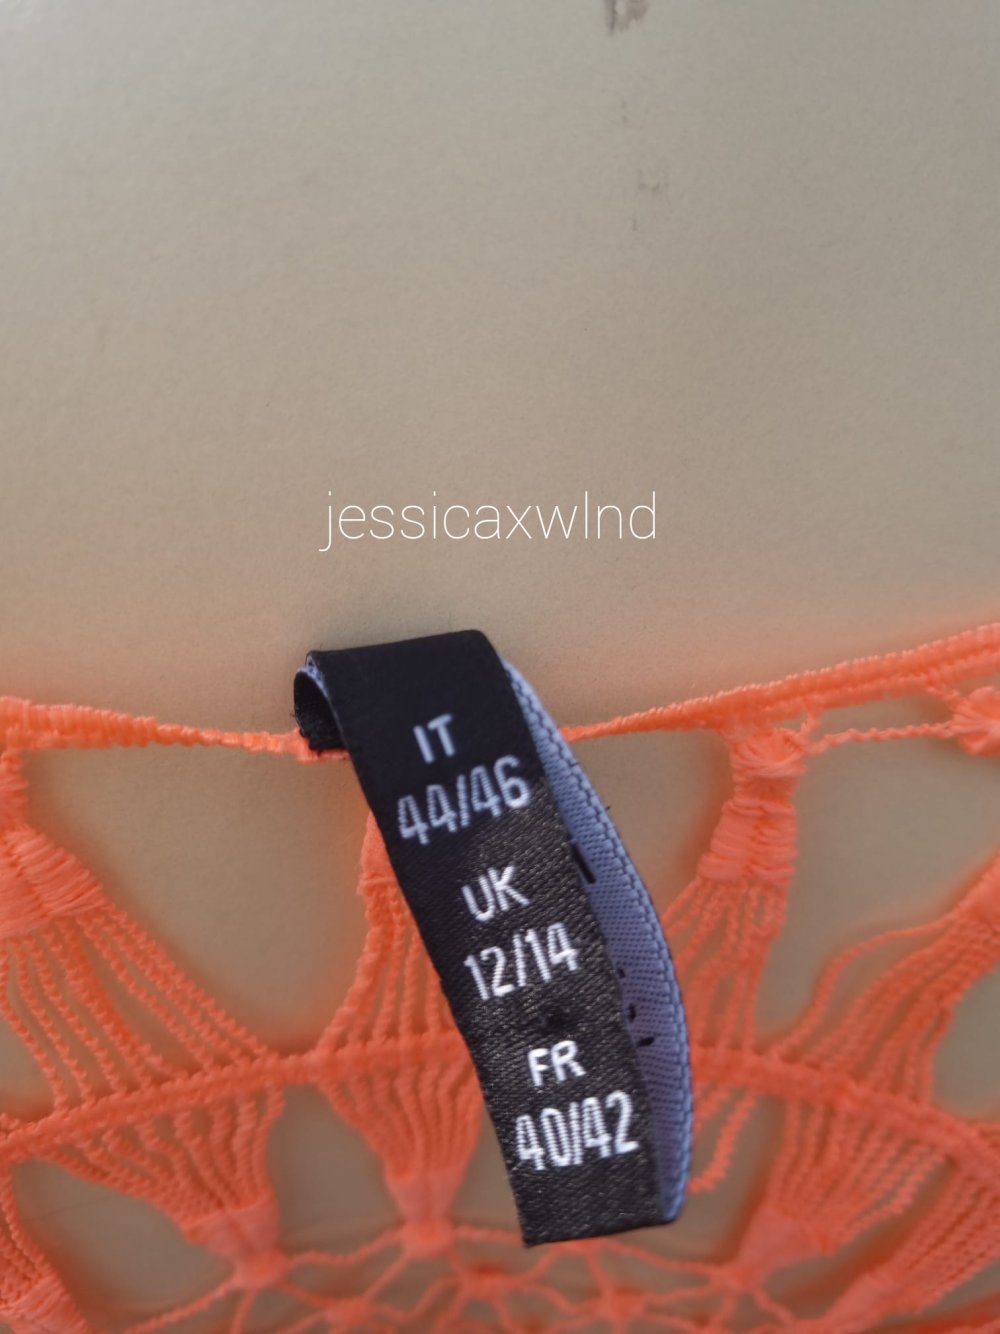 jessicaxwlnd
IT
44/46
UK
12/14
FR
40/42